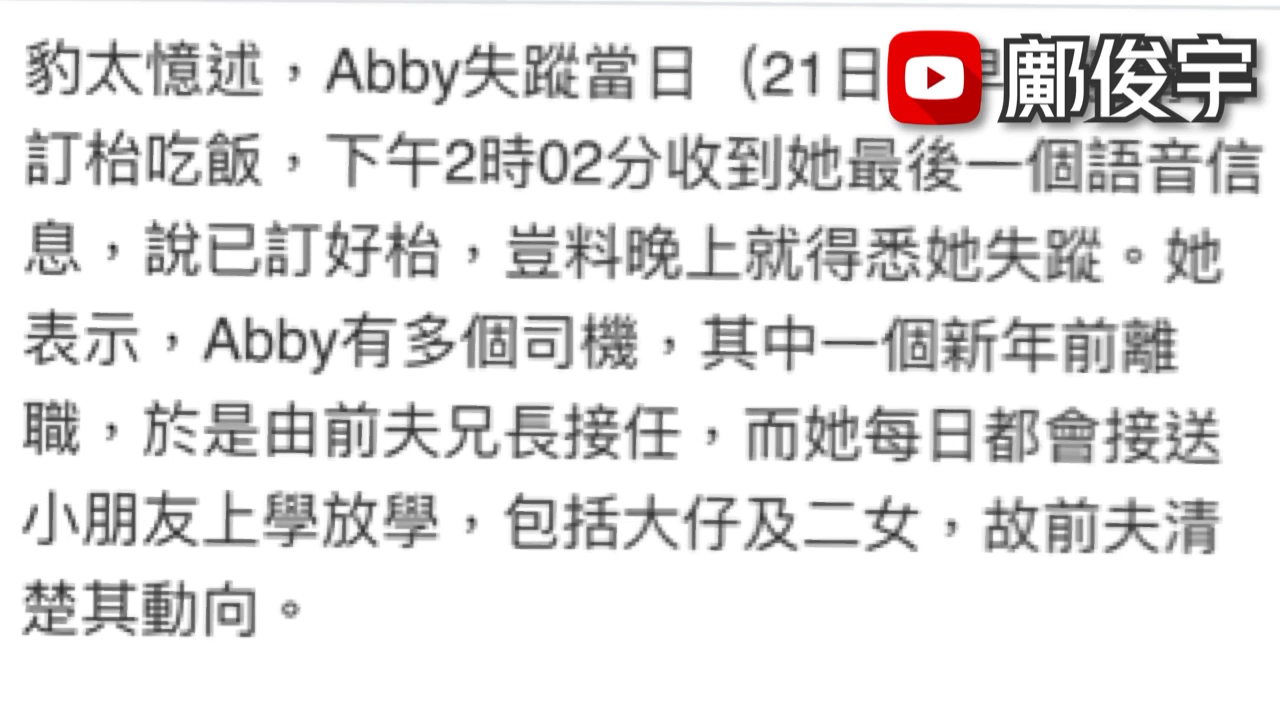 豹太憶述，Abby失蹤當日（21日
鄺俊宇
訂枱吃飯，下午2時02分收到她最後一個語音信
息，說已訂好枱，豈料晚上就得悉她失蹤。她
表示，Abby有多個司機，其中一個新年前離
職，於是由前夫兄長接任，而她每日都會接送
小朋友上學放學，包括大仔及二女，故前夫清
楚其動向。